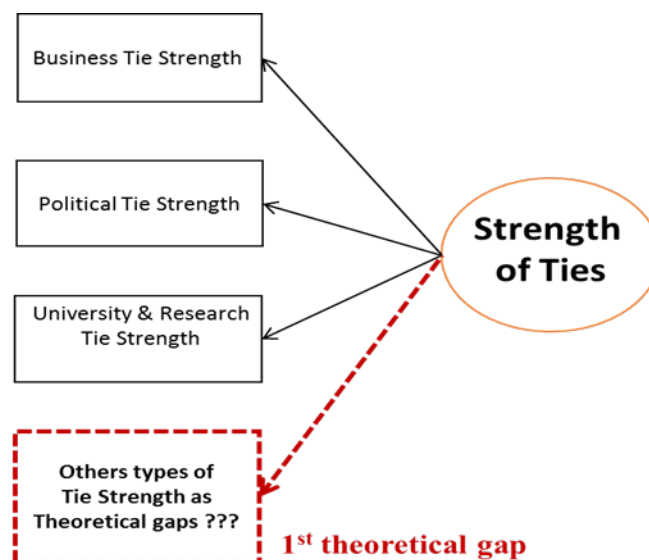 Business Tie Strength
Political Tie Strength
Strength
of Ties
University & Research
Tie Strength
Others types of
Tie Strength as
Theoretical gaps ???
1st theoretical gap